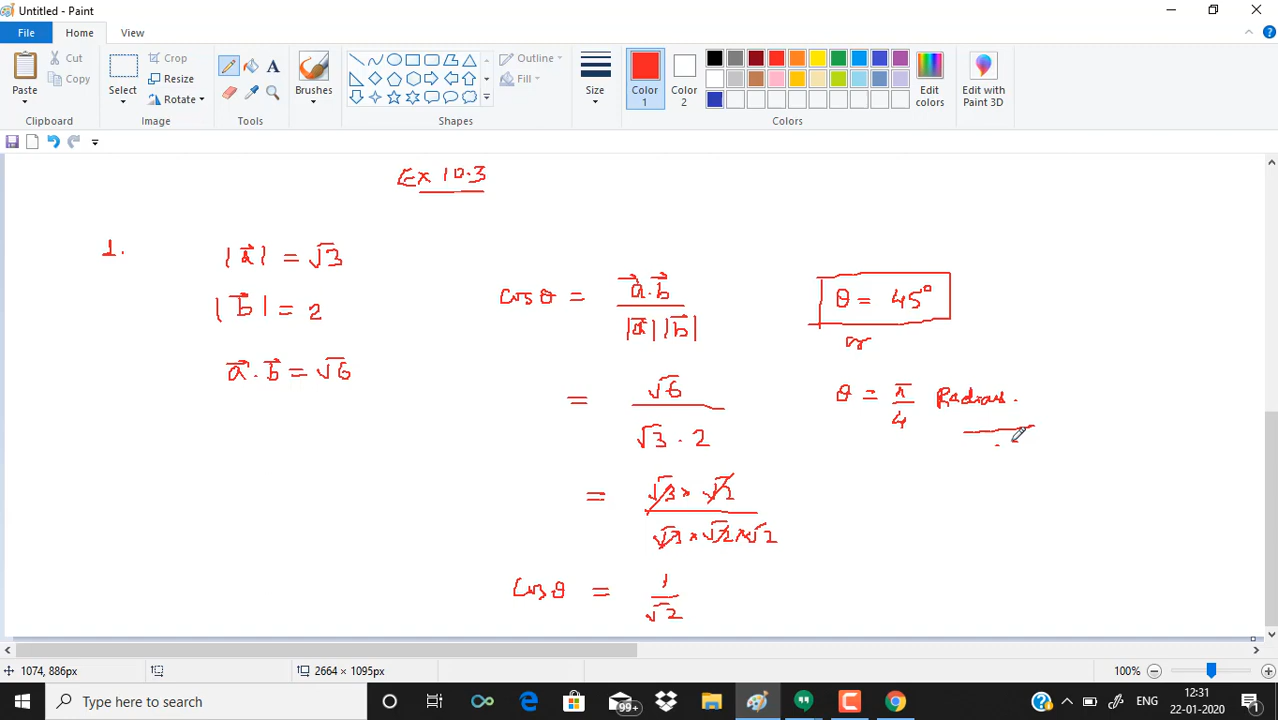 Untitled - Paint
File Home View
Paste Cut Copy Clipboard
Select Crop Resize Rotate Image
Tools
Brushes
Outline Fill Shapes
Size
Color 1 Color 2 Edit colors Colors
Edit with Paint 3D
Ex 10.3
1.
|a⃗| = √3
|b⃗| = 2
a⃗ . b⃗ = √6
cos θ = a⃗.b⃗ / |a⃗| |b⃗|
= √6 / √3 . 2
= √3 × √2 / √3 × √2 × √2
Cos θ = 1 / √2
θ = 45°
or
θ = π/4 Radians.
1074, 886px 2664 × 1095px 100%
Type here to search 99+ ENG 12:31 22-01-2020 1